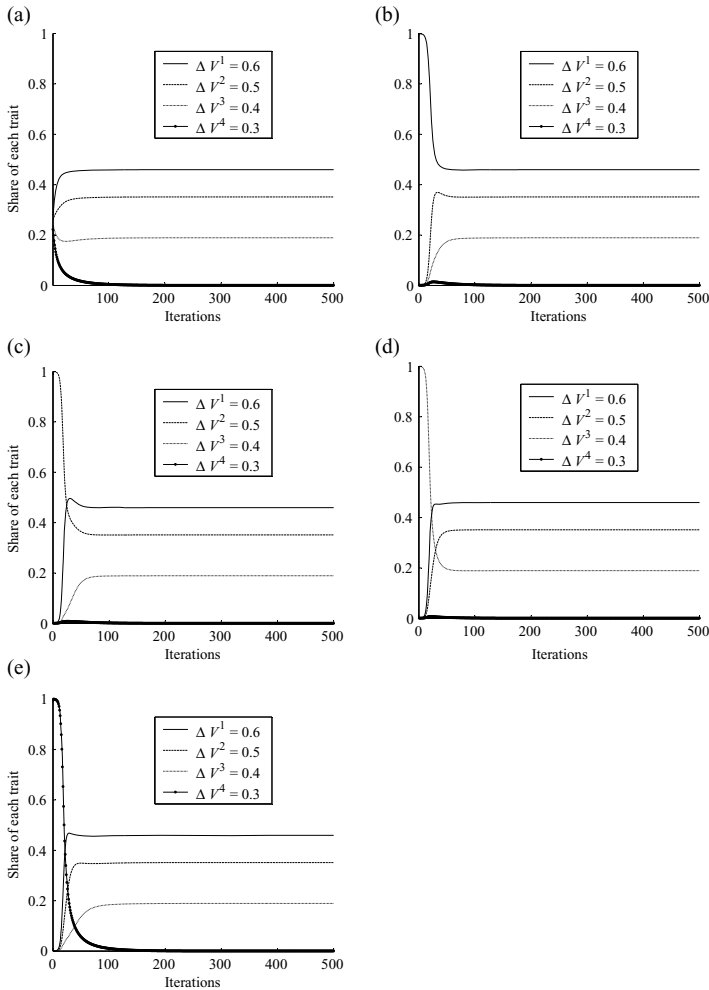 (a)
Share of each trait
1
0.8
0.6
0.4
0.2
0
Δ V¹ = 0.6
Δ V² = 0.5
Δ V³ = 0.4
Δ V⁴ = 0.3
100 200 300 400 500
Iterations
(b)
1
0.8
0.6
0.4
0.2
0
Δ V¹ = 0.6
Δ V² = 0.5
Δ V³ = 0.4
Δ V⁴ = 0.3
0 100 200 300 400 500
Iterations
(c)
Share of each trait
1
0.8
0.6
0.4
0.2
0
Δ V¹ = 0.6
Δ V² = 0.5
Δ V³ = 0.4
Δ V⁴ = 0.3
0 100 200 300 400 500
Iterations
(d)
1
0.8
0.6
0.4
0.2
0
Δ V¹ = 0.6
Δ V² = 0.5
Δ V³ = 0.4
Δ V⁴ = 0.3
0 100 200 300 400 500
Iterations
(e)
Share of each trait
1
0.8
0.6
0.4
0.2
0
Δ V¹ = 0.6
Δ V² = 0.5
Δ V³ = 0.4
Δ V⁴ = 0.3
0 100 200 300 400 500
Iterations